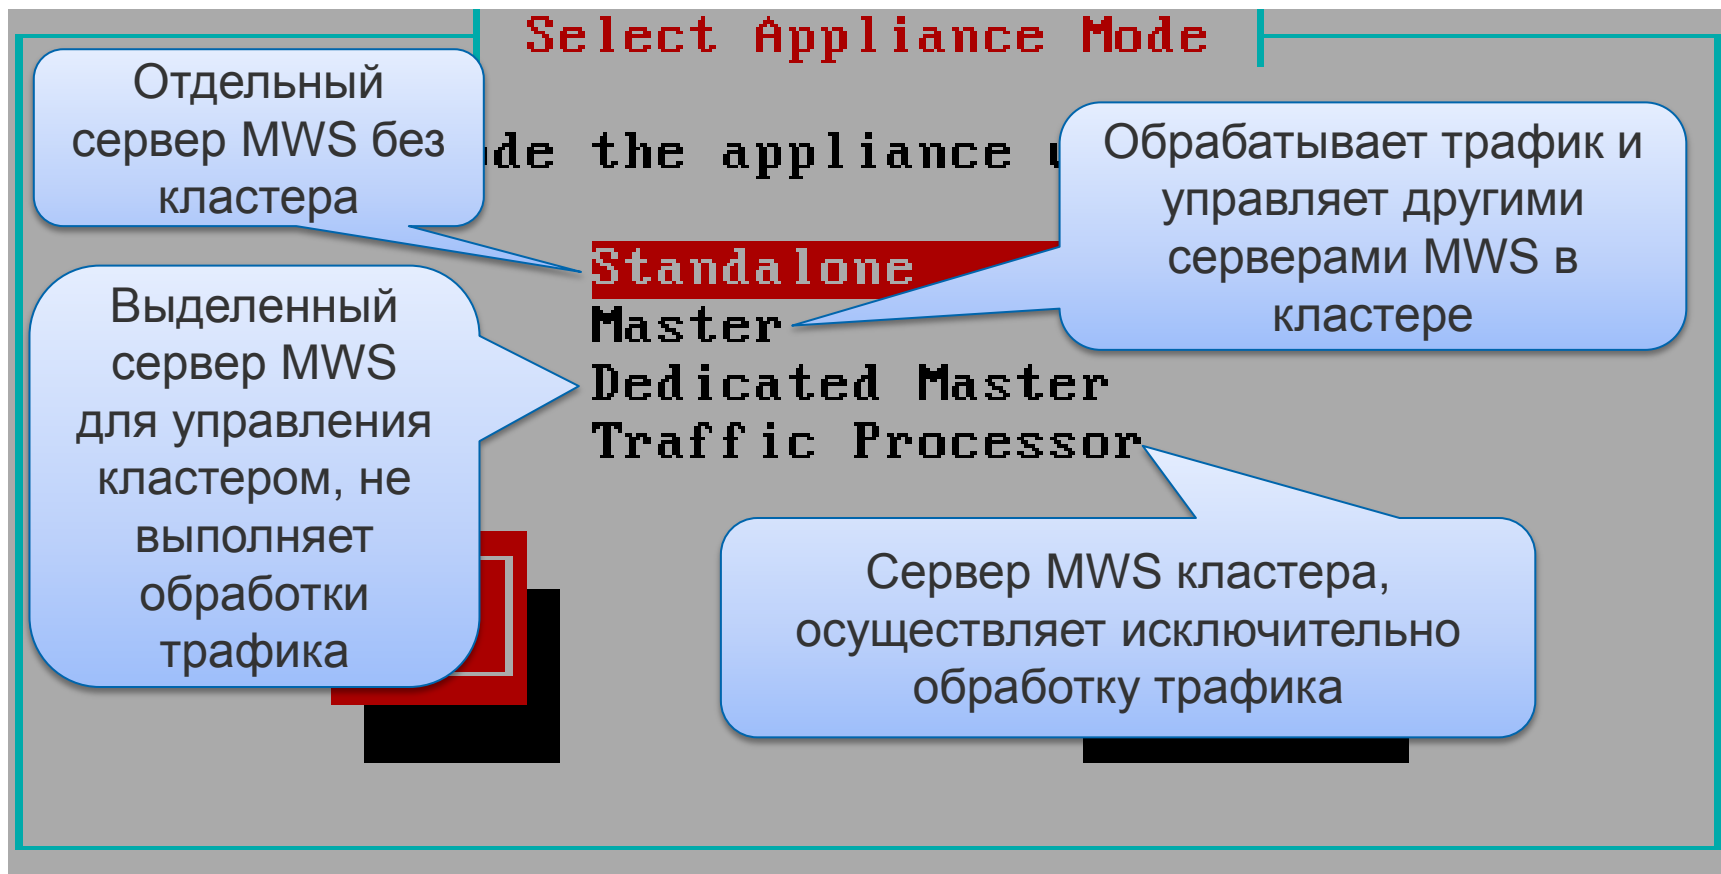 Select Appliance Mode
Отдельный
сервер MWS без
кластера
the appliance
Обрабатывает трафик и
управляет другими
серверами MWS в
кластере
Standalone
Master
Dedicated Master
Traffic Processor
Выделенный
сервер MWS
для управления
кластером, не
выполняет
обработки
трафика
Сервер MWS кластера,
осуществляет исключительно
обработку трафика